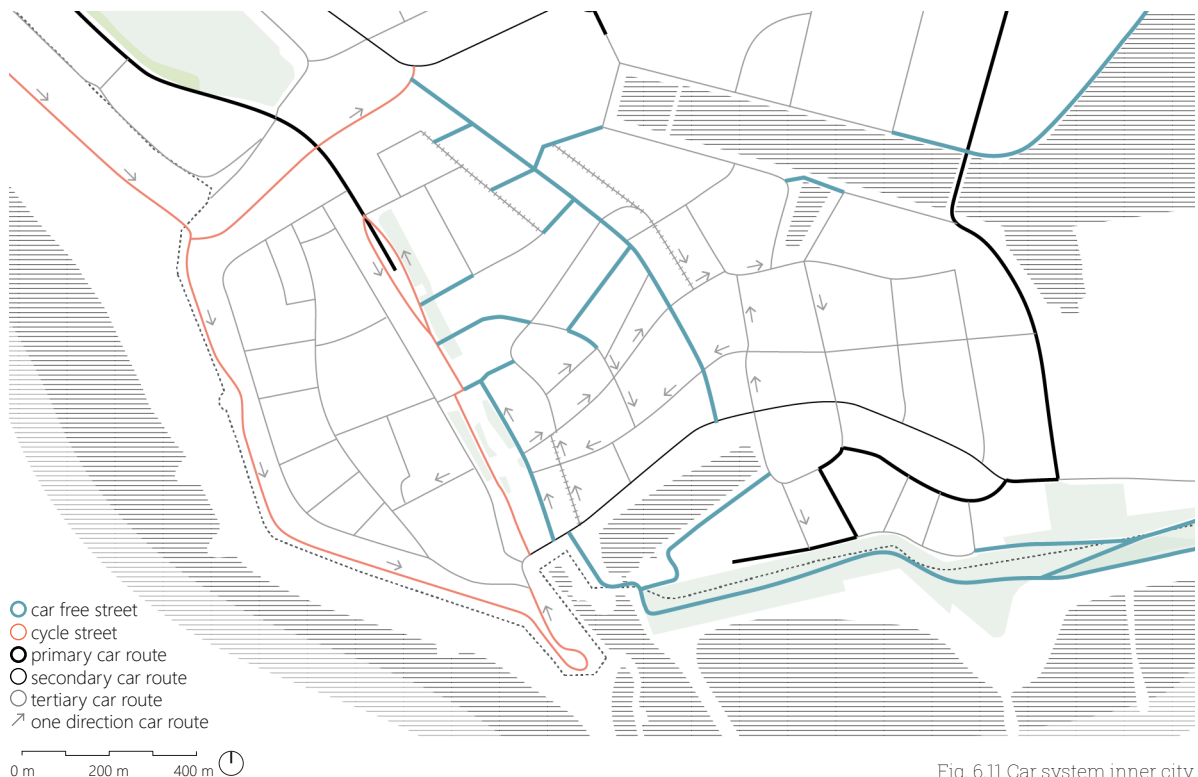 car free street
cycle street
primary car route
secondary car route
tertiary car route
one direction car route
0 m 200 m 400 m
Fig. 6.11 Car system inner city